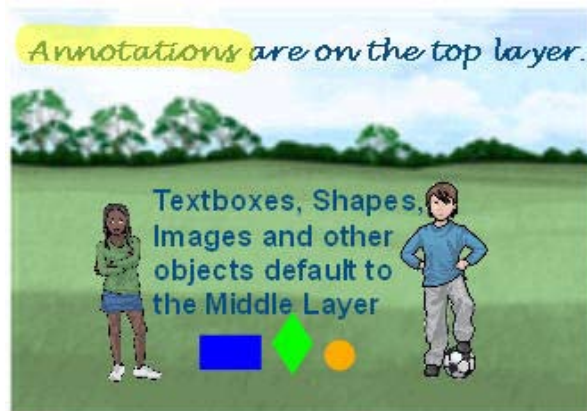 Annotations are on the top layer.
Textboxes, Shapes,
Images and other
objects default to
the Middle Layer